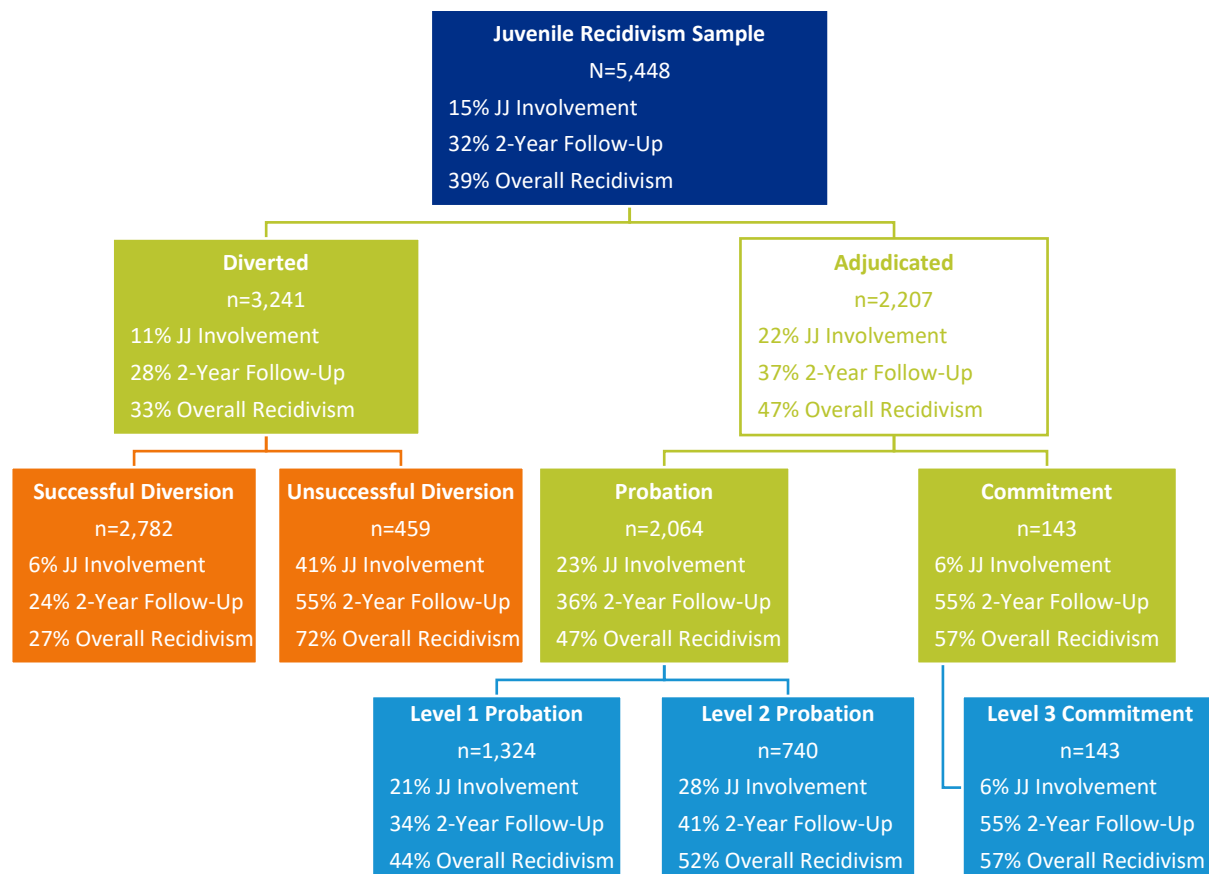 Juvenile Recidivism Sample
N=5,448
15% JJ Involvement
32% 2-Year Follow-Up
39% Overall Recidivism
Diverted
n=3,241
11% JJ Involvement
28% 2-Year Follow-Up
33% Overall Recidivism
Adjudicated
n=2,207
22% JJ Involvement
37% 2-Year Follow-Up
47% Overall Recidivism
Successful Diversion
n=2,782
6% JJ Involvement
24% 2-Year Follow-Up
27% Overall Recidivism
Unsuccessful Diversion
n=459
41% JJ Involvement
55% 2-Year Follow-Up
72% Overall Recidivism
Probation
n=2,064
23% JJ Involvement
36% 2-Year Follow-Up
47% Overall Recidivism
Commitment
n=143
6% JJ Involvement
55% 2-Year Follow-Up
57% Overall Recidivism
Level 1 Probation
n=1,324
21% JJ Involvement
34% 2-Year Follow-Up
44% Overall Recidivism
Level 2 Probation
n=740
28% JJ Involvement
41% 2-Year Follow-Up
52% Overall Recidivism
Level 3 Commitment
n=143
6% JJ Involvement
55% 2-Year Follow-Up
57% Overall Recidivism